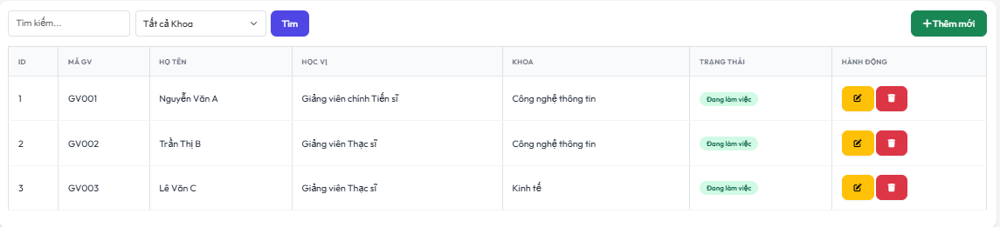 Tìm kiếm... Tất cả Khoa Tìm + Thêm mới
ID MÃ GV HỌ TÊN HỌC VỊ KHOA TRẠNG THÁI HÀNH ĐỘNG
1 GV001 Nguyễn Văn A Giảng viên chính Tiến sĩ Công nghệ thông tin Đang làm việc
2 GV002 Trần Thị B Giảng viên Thạc sĩ Công nghệ thông tin Đang làm việc
3 GV003 Lê Văn C Giảng viên Thạc sĩ Kinh tế Đang làm việc